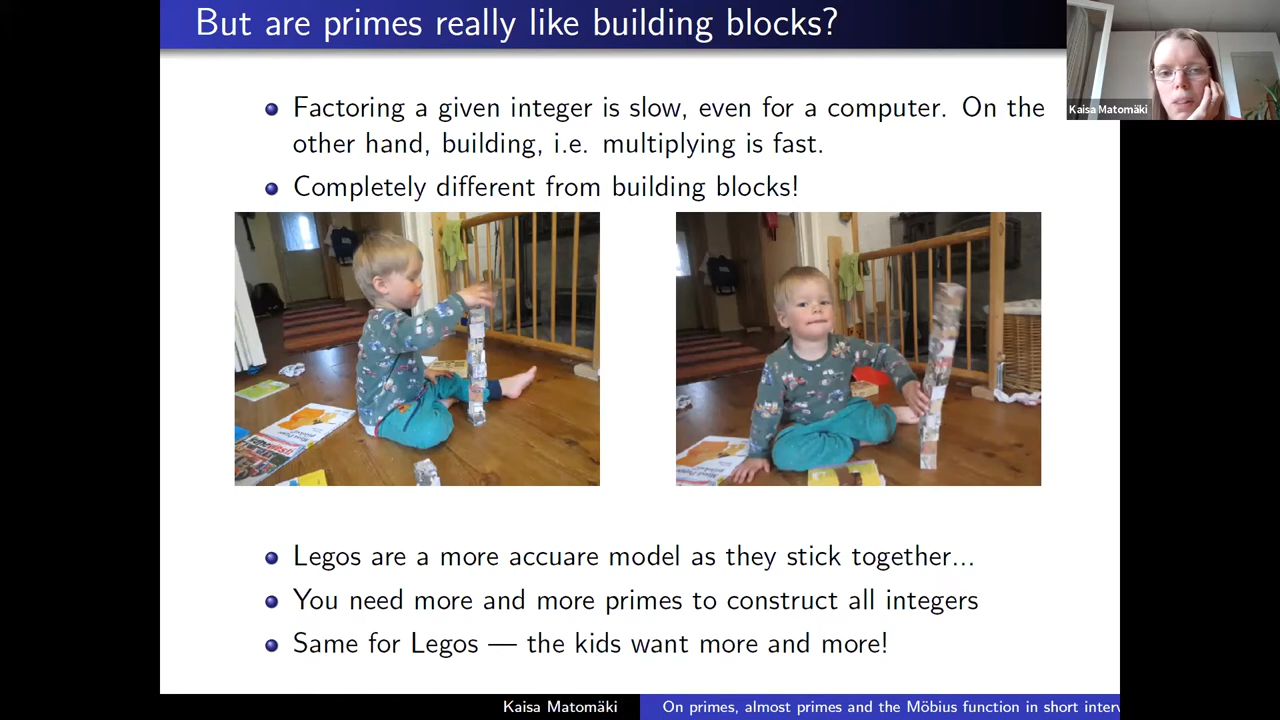 But are primes really like building blocks?
Kaisa Matomäki
Factoring a given integer is slow, even for a computer. On the
other hand, building, i.e. multiplying is fast.
Completely different from building blocks!
Legos are a more accuare model as they stick together...
You need more and more primes to construct all integers
Same for Legos — the kids want more and more!
Kaisa Matomäki
On primes, almost primes and the Möbius function in short interv